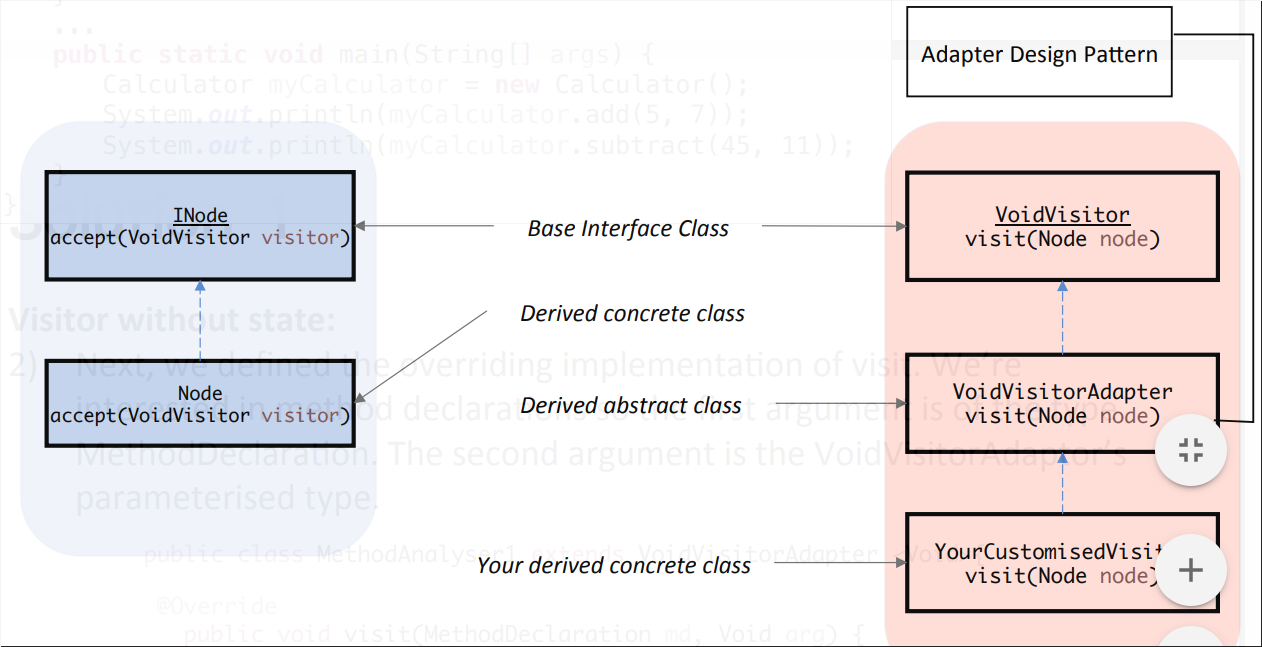 }
...
public static void main(String[] args) {
Calculator myCalculator = new Calculator();
System.out.println(myCalculator.add(5, 7));
System.out.println(myCalculator.subtract(45, 11));
}
}
Adapter Design Pattern
INode
accept(VoidVisitor visitor)
Base Interface Class
VoidVisitor
visit(Node node)
Derived concrete class
Node
accept(VoidVisitor visitor)
Derived abstract class
VoidVisitorAdapter
visit(Node node)
Your derived concrete class
YourCustomisedVisit
visit(Node node)
Visitor without state:
2) Next, we defined the overriding implementation of visit. We're
interested in method declarations, the first argument is of the type
MethodDeclaration. The second argument is the VoidVisitorAdaptor's
parameterised type.
public class MethodAnalyser1 extends VoidVisitorAdapter
@Override
public void visit(MethodDeclaration md, Void arg) {